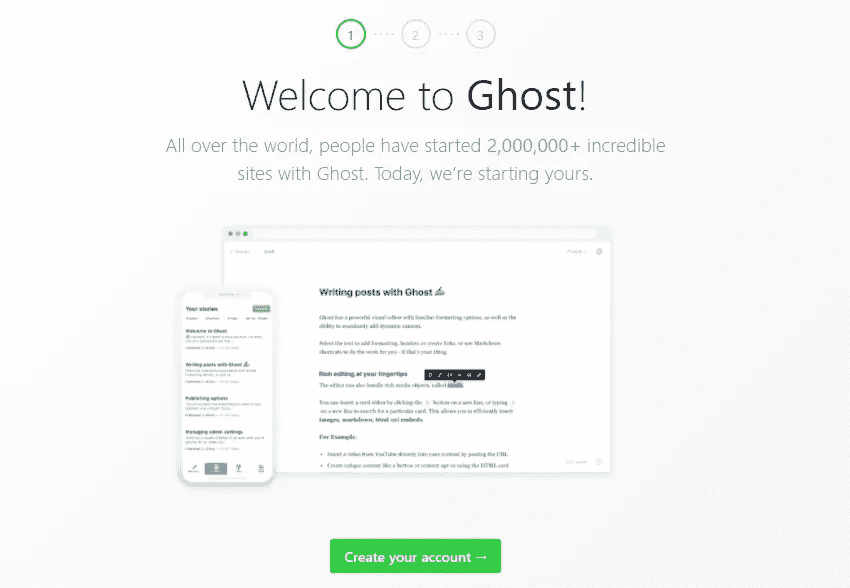 1 2 3
Welcome to Ghost!
All over the world, people have started 2,000,000+ incredible
sites with Ghost. Today, we're starting yours.
Draft
Publish
Writing posts with Ghost ✍️
Ghost has a powerful visual editor with familiar formatting options, as well as the
ability to seamlessly add dynamic content.
Select the text to add formatting, headers or create links, or use Markdown
shortcuts to do the work for you - if that's your thing.
Rich editing at your fingertips
The editor can also handle rich media objects, called cards.
You can insert a card either by clicking the + button on a new line, or typing /
on a new line to search for a particular card. This allows you to efficiently insert
images, markdown, html and embeds.
For Example:
• Insert a video from YouTube directly into your content by pasting the URL
• Create unique content like a button or content opt-in using the HTML card
Your stories
Welcome to Ghost
Writing posts with Ghost ✍️
Publishing options
Managing admin settings
Create your account →